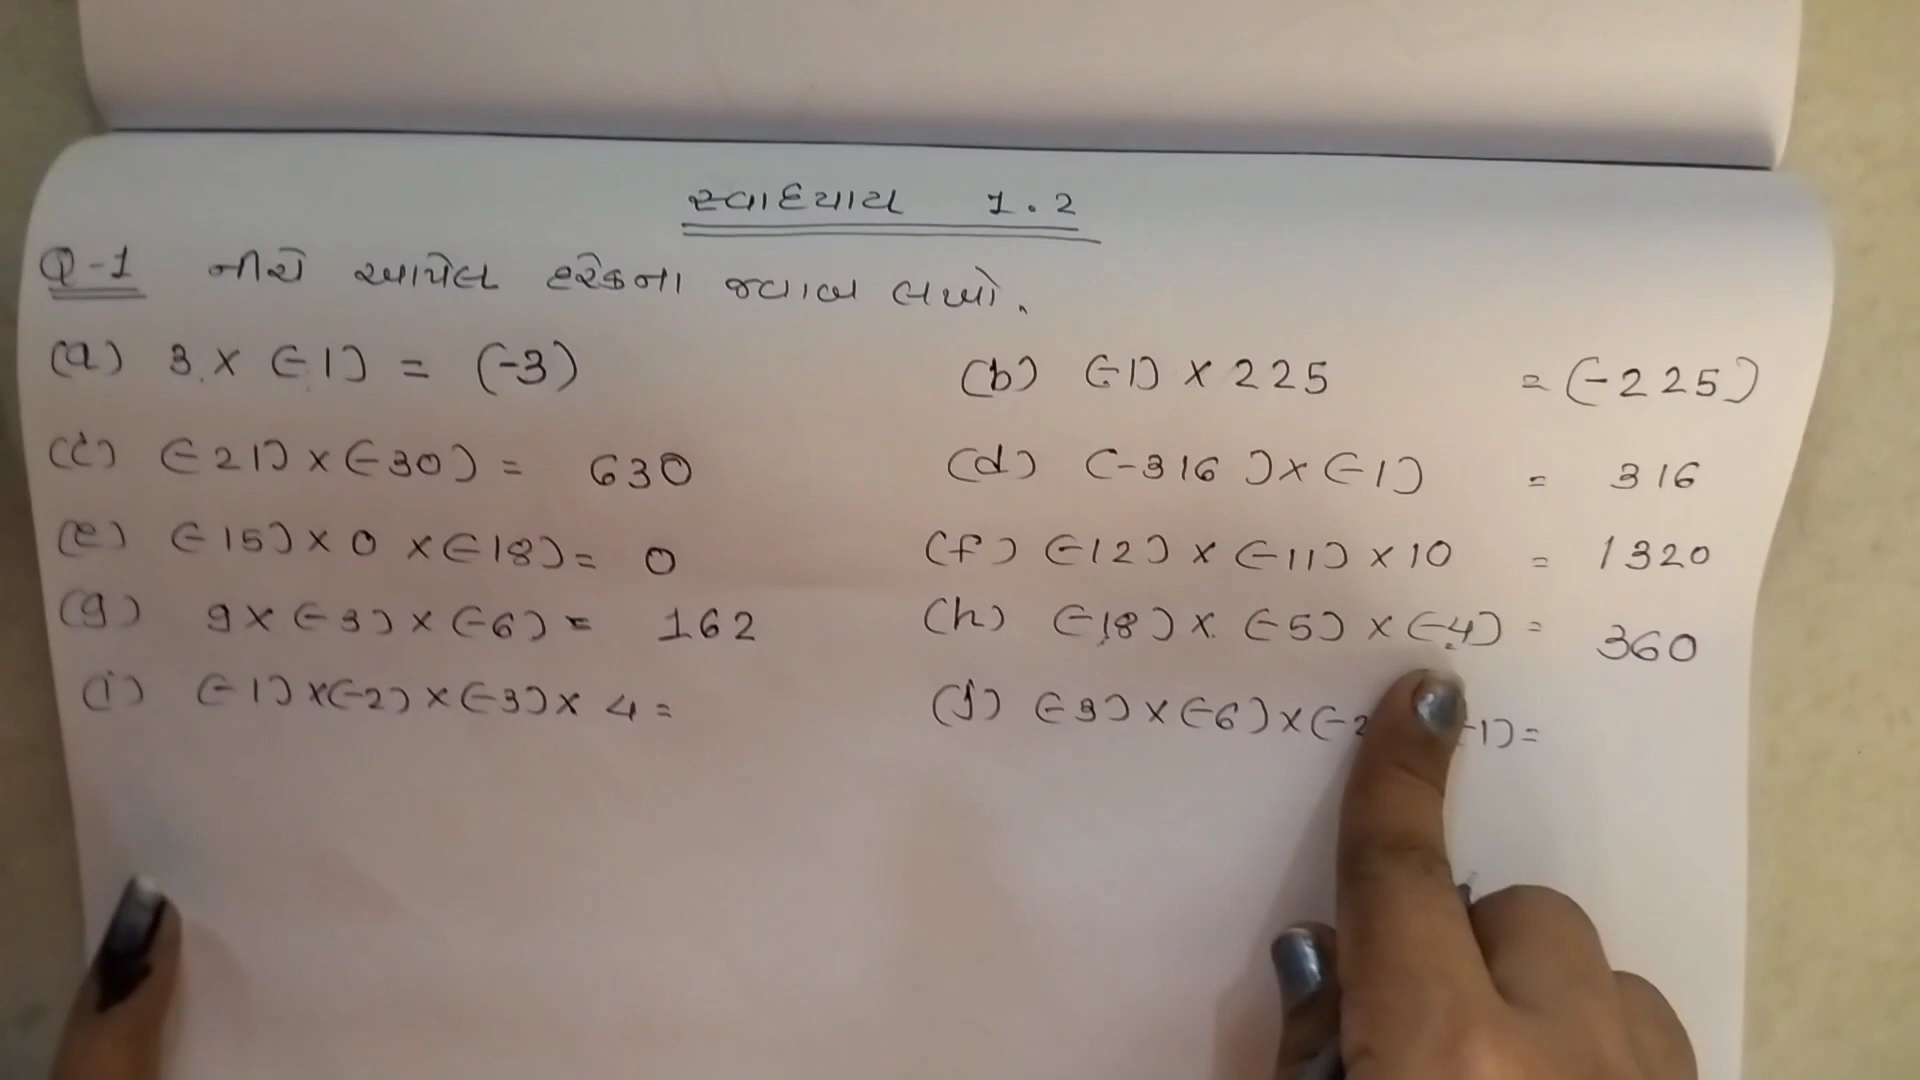 સ્વાધ્યાય 1.2
Q-1 નીચે આપેલ દરેકના જવાબ લખો.
(a) 3 × (-1) = (-3) (b) (-1) × 225 = (-225)
(c) (-21) × (-30) = 630 (d) (-316) × (-1) = 316
(e) (-15) × 0 × (-18) = 0 (f) (-12) × (-11) × 10 = 1320
(g) 9 × (-3) × (-6) = 162 (h) (-18) × (-5) × (-4) = 360
(i) (-1) × (-2) × (-3) × 4 = (j) (-3) × (-6) × (-2 -1) =